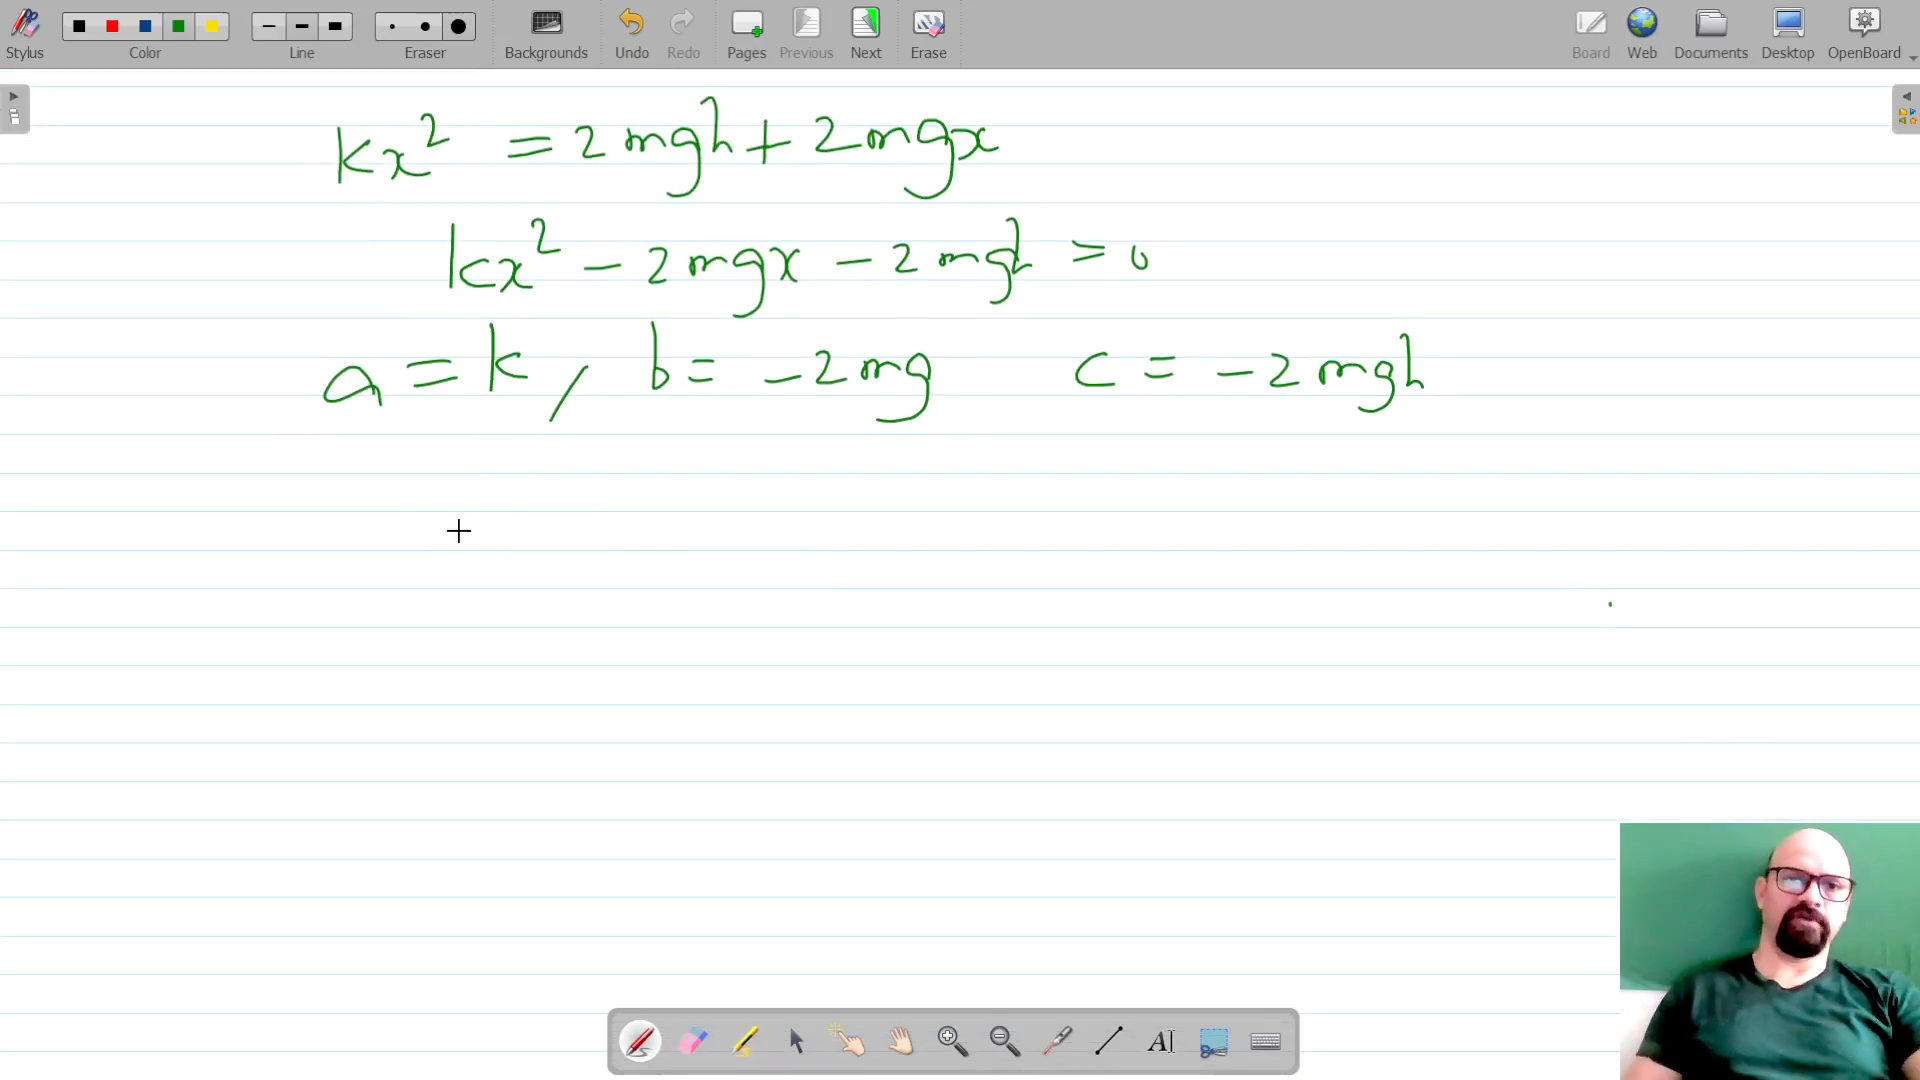 Stylus Color Line Eraser Backgrounds Undo Redo Pages Previous Next Erase Board Web Documents Desktop OpenBoard
kx² = 2mgh + 2mgx
kx² - 2mgx - 2mgh = 0
a = k, b = -2mg c = -2mgh
A